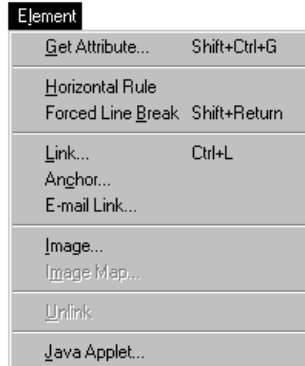 Element
Get Attribute... Shift+Ctrl+G
Horizontal Rule
Forced Line Break Shift+Return
Link... Ctrl+L
Anchor...
E-mail Link...
Image...
Image Map...
Unlink
Java Applet...